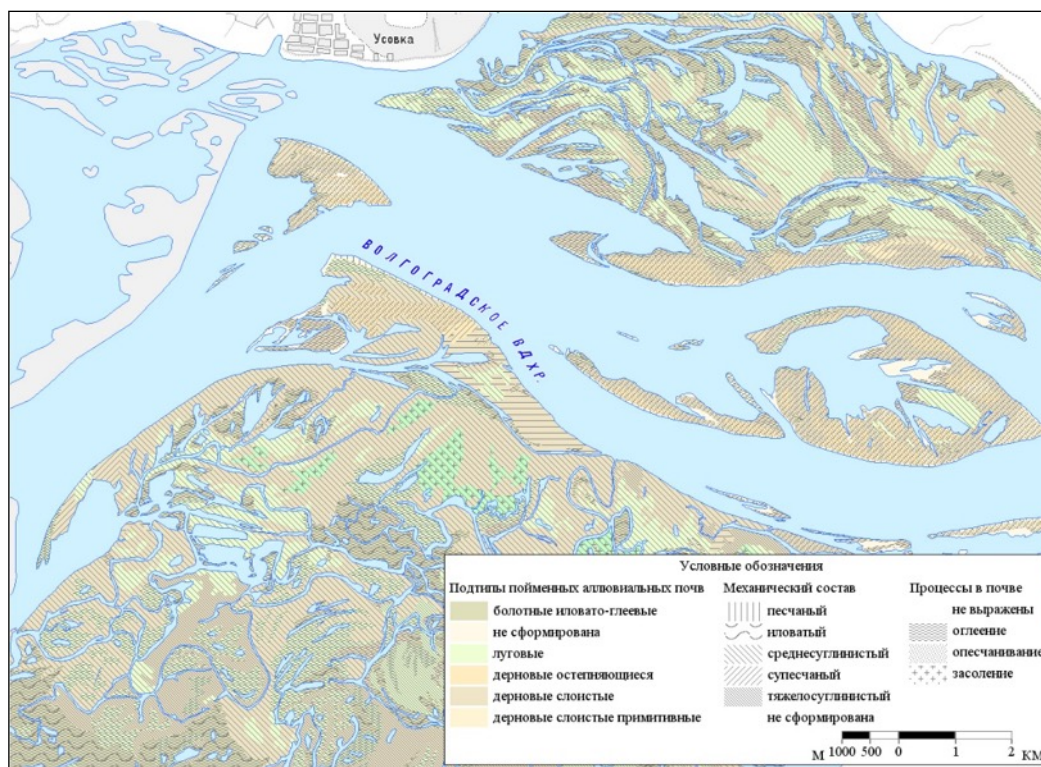 Усовка
ВОЛГОГРАДСКОЕ ВДХР.
Условные обозначения
Подтипы пойменных аллювиальных почв
болотные иловато-глеевые
не сформирована
луговые
дерновые остепняющиеся
дерновые слоистые
дерновые слоистые примитивные
Механический состав
песчаный
иловатый
среднесуглинистый
супесчаный
тяжелосуглинистый
не сформирована
Процессы в почве
не выражены
оглеение
опесчанивание
засоление
М 1000 500 0 1 2 КМ